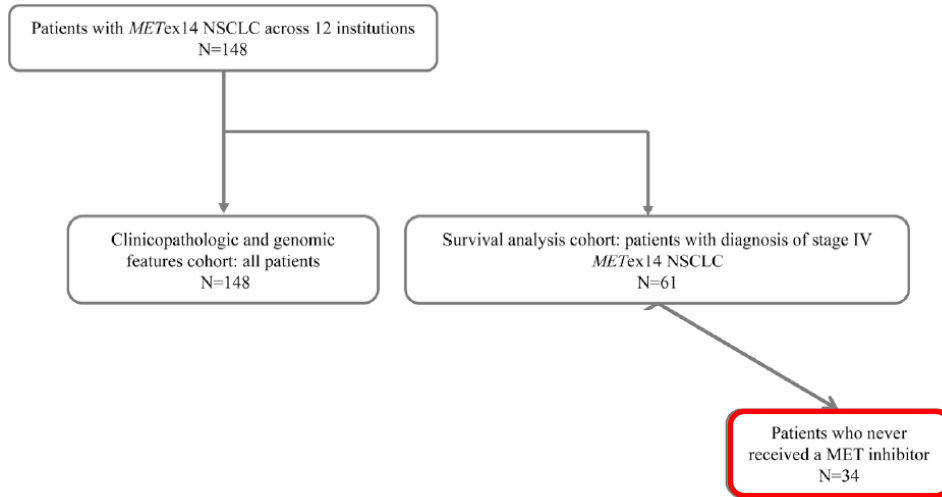 Patients with METex14 NSCLC across 12 institutions
N=148
Clinicopathologic and genomic
features cohort: all patients
N=148
Survival analysis cohort: patients with diagnosis of stage IV
METex14 NSCLC
N=61
Patients who never
received a MET inhibitor
N=34